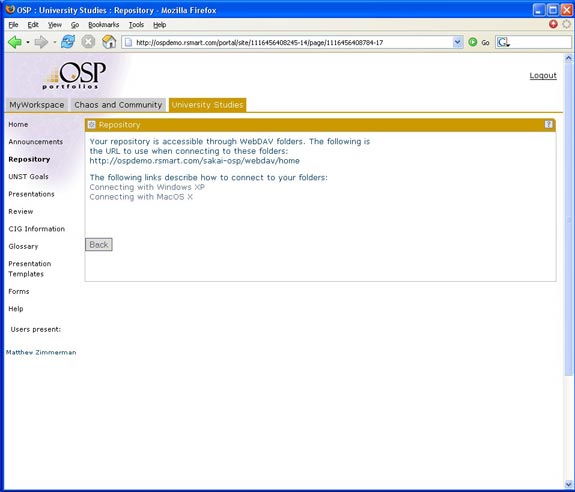 OSP : University Studies : Repository - Mozilla Firefox
File Edit View Go Bookmarks Tools Help
http://ospdemo.rsmart.com/portal/site/1116456408245-14/page/1116456408784-17
Go
G
OSP
portfolios
Logout
MyWorkspace Chaos and Community University Studies
Home
Announcements
Repository
UNST Goals
Presentations
Review
CIG Information
Glossary
Presentation
Templates
Forms
Help
Users present:
Matthew Zimmerman
Repository ?
Your repository is accessible through WebDAV folders. The following is
the URL to use when connecting to these folders:
http://ospdemo.rsmart.com/sakai-osp/webdav/home
The following links describe how to connect to your folders:
Connecting with Windows XP
Connecting with MacOS X
Back